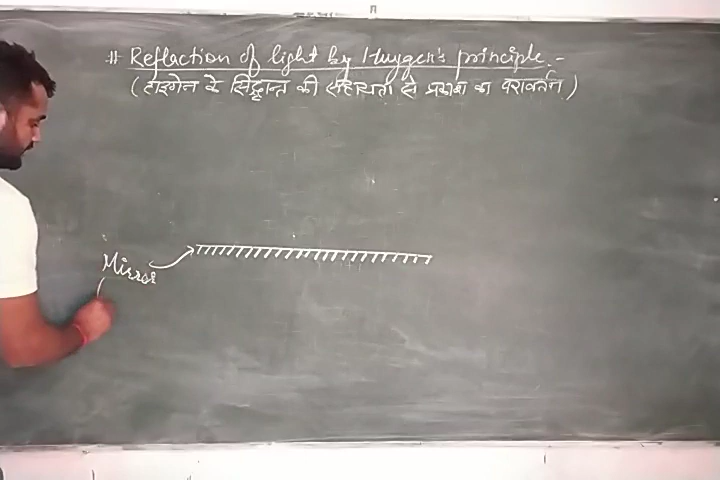 # Reflaction of light by Huygen's principle.-
(हाइगेन के सिद्धान्त की सहायता से प्रकाश का परावर्तन)
Mirror
(